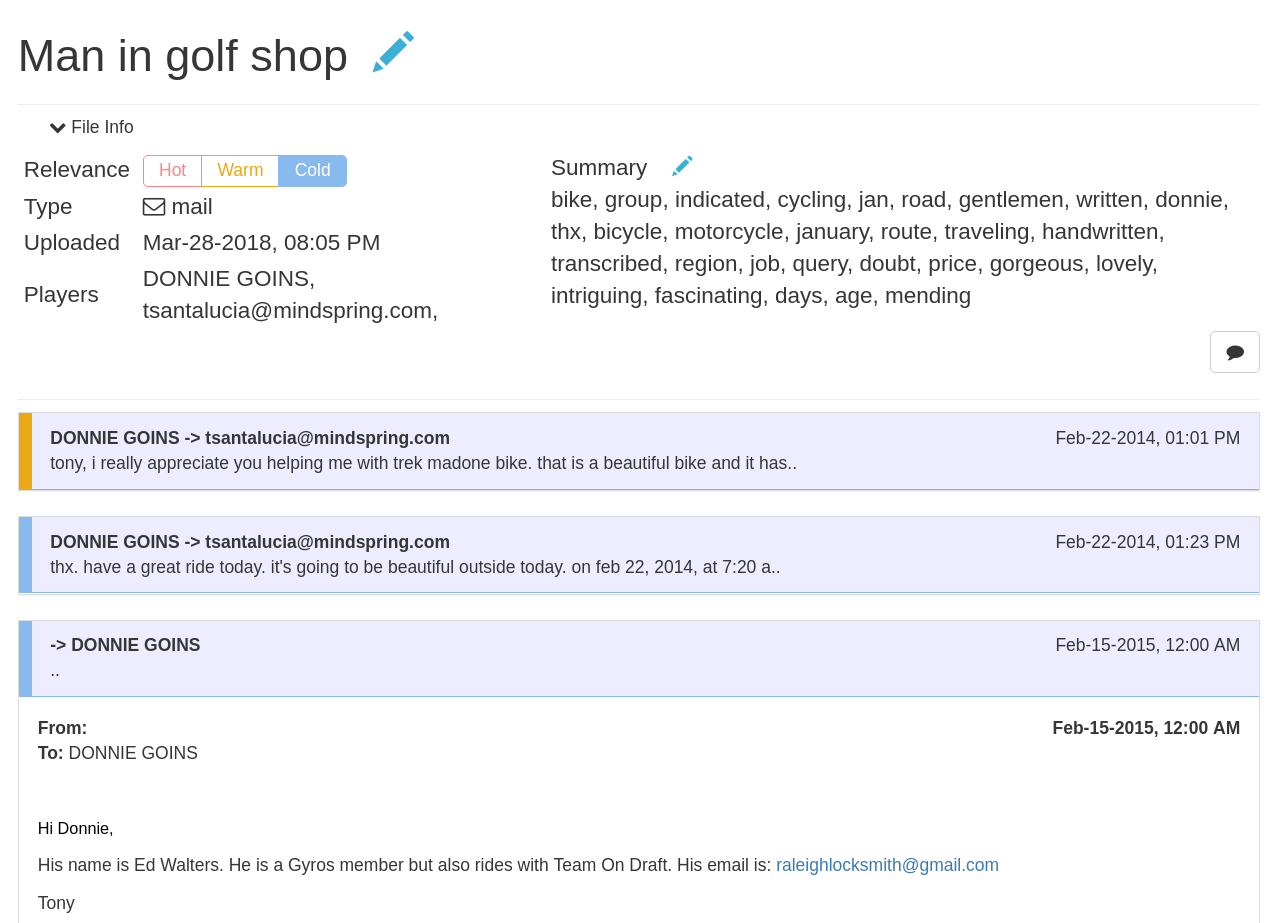 Man in golf shop
File Info
Relevance Hot Warm Cold
Type mail
Uploaded Mar-28-2018, 08:05 PM
Players DONNIE GOINS,
tsantalucia@mindspring.com,
Summary
bike, group, indicated, cycling, jan, road, gentlemen, written, donnie,
thx, bicycle, motorcycle, january, route, traveling, handwritten,
transcribed, region, job, query, doubt, price, gorgeous, lovely,
intriguing, fascinating, days, age, mending
DONNIE GOINS -> tsantalucia@mindspring.com Feb-22-2014, 01:01 PM
tony, i really appreciate you helping me with trek madone bike. that is a beautiful bike and it has..
DONNIE GOINS -> tsantalucia@mindspring.com Feb-22-2014, 01:23 PM
thx. have a great ride today. it's going to be beautiful outside today. on feb 22, 2014, at 7:20 a..
-> DONNIE GOINS Feb-15-2015, 12:00 AM
..
From: Feb-15-2015, 12:00 AM
To: DONNIE GOINS
Hi Donnie,
His name is Ed Walters. He is a Gyros member but also rides with Team On Draft. His email is: raleighlocksmith@gmail.com
Tony